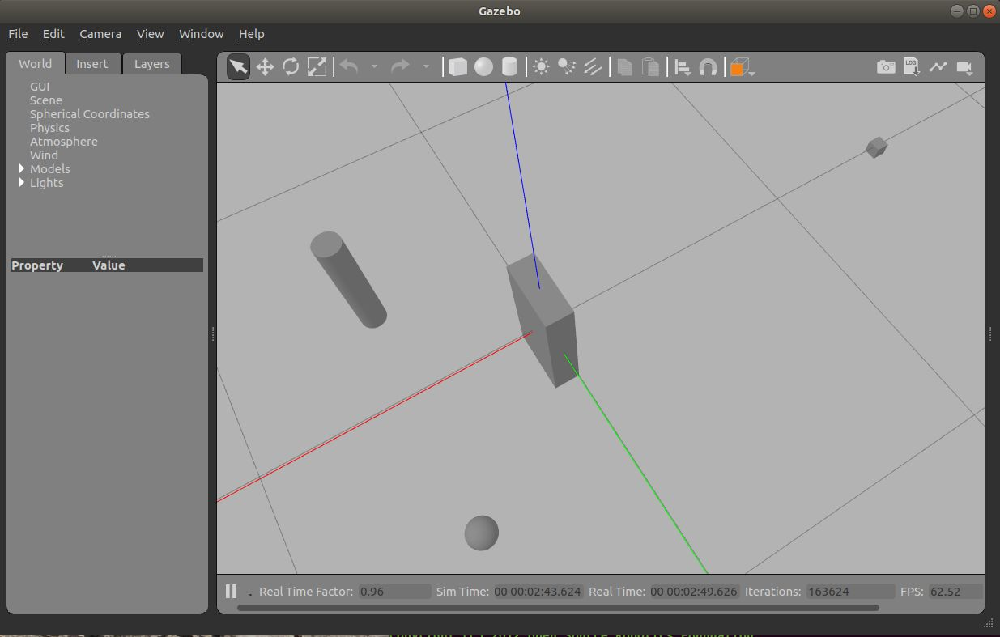 Gazebo
File Edit Camera View Window Help
World Insert Layers
LOG
GUI
Scene
Spherical Coordinates
Physics
Atmosphere
Wind
Models
Lights
Property Value
Real Time Factor: 0.96 Sim Time: 00 00:02:43.624 Real Time: 00 00:02:49.626 Iterations: 163624 FPS: 62.52